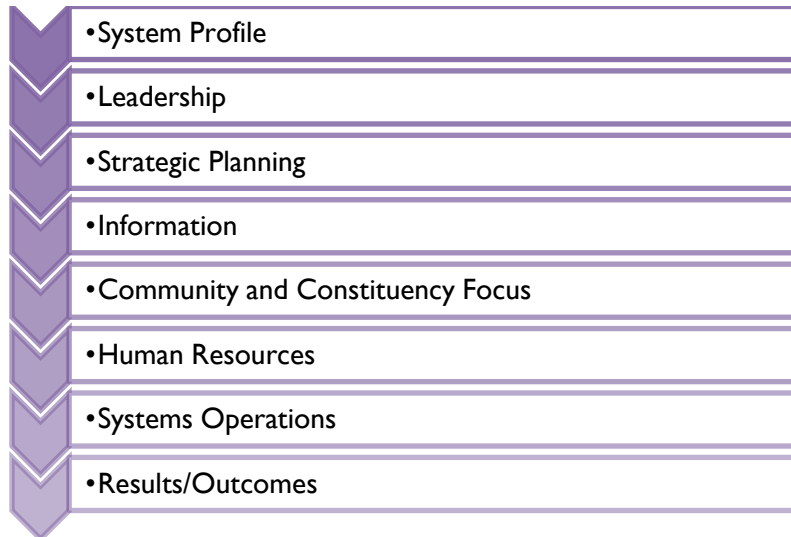 •System Profile
•Leadership
•Strategic Planning
•Information
•Community and Constituency Focus
•Human Resources
•Systems Operations
•Results/Outcomes